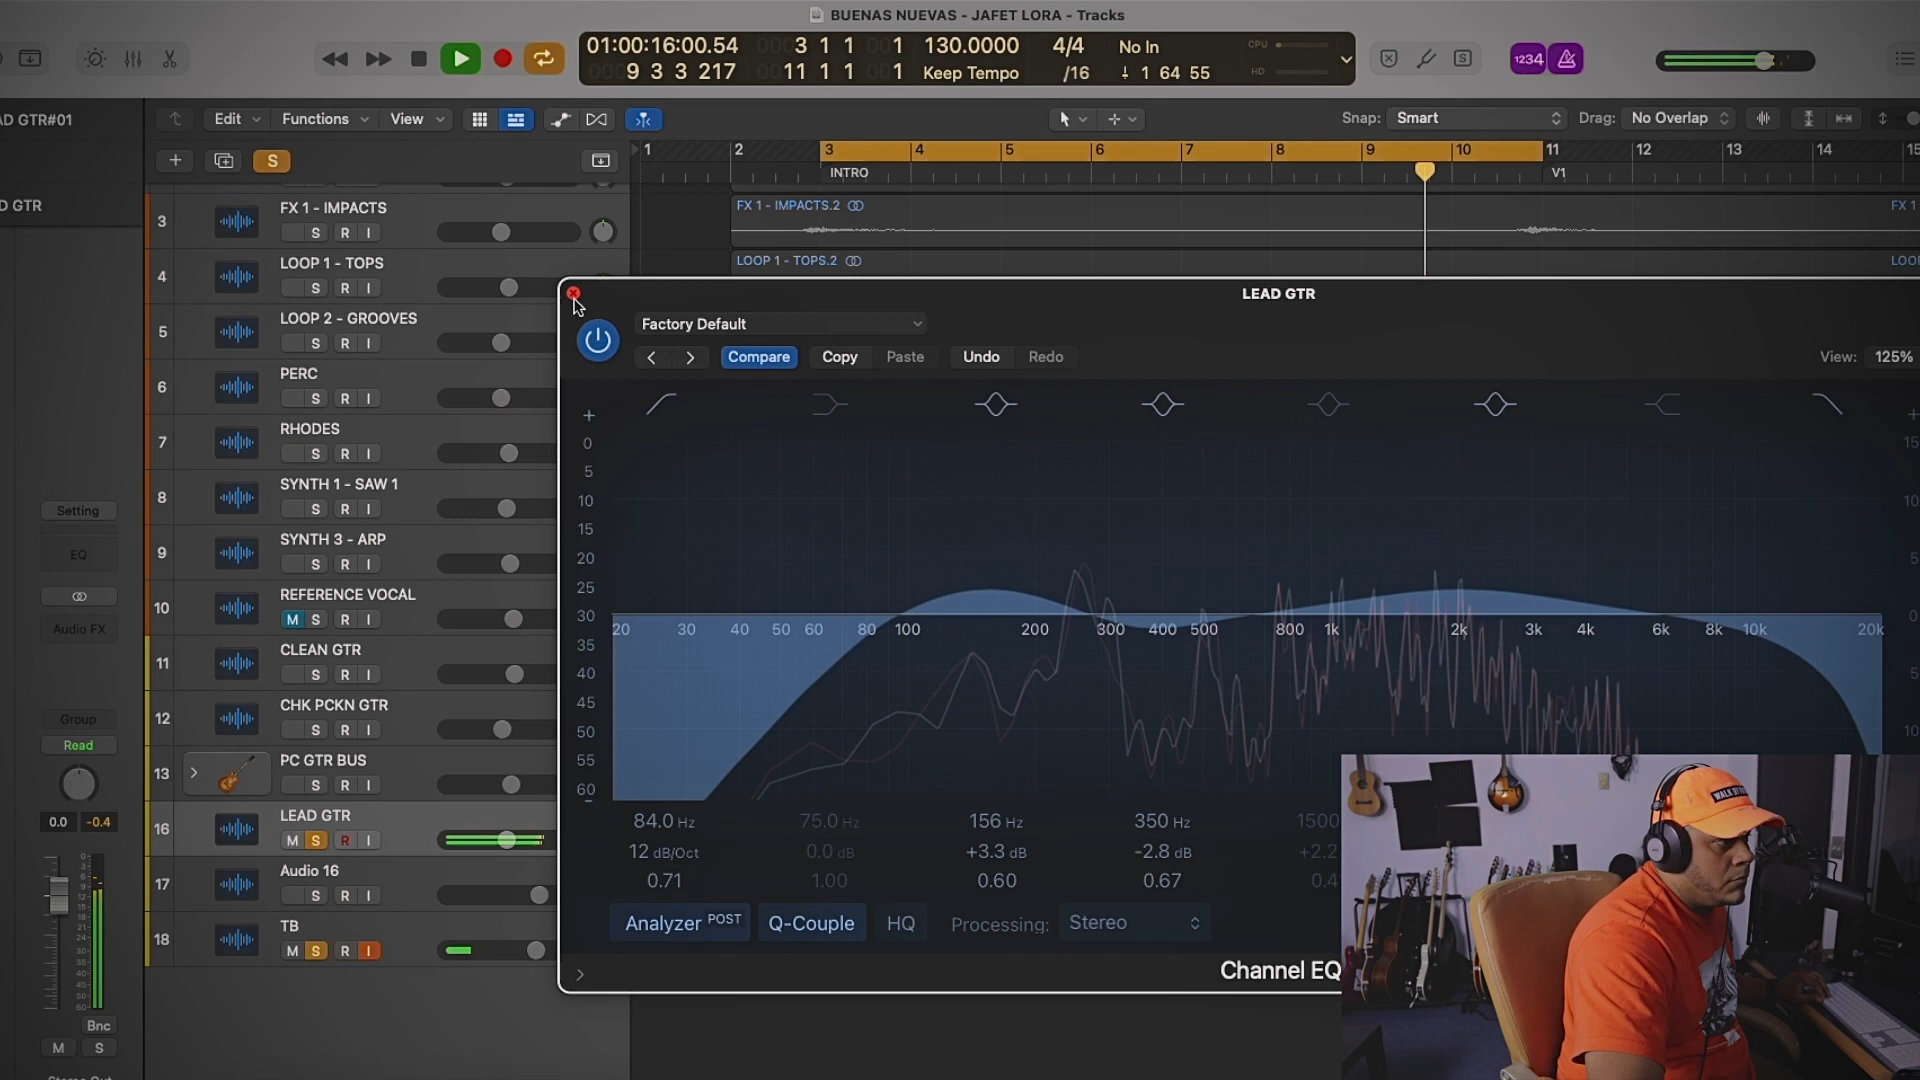 BUENAS NUEVAS - JAFET LORA - Tracks
01:00:16:00.54
9 3 3 217
3 1 1 001
11 1 1 001
130.0000
Keep Tempo
4/4
/16
No In
1 64 55
CPU
HD
1234
S
D GTR#01
Edit
Functions
View
Snap: Smart
Drag: No Overlap
S
1 2 3 4 5 6 7 8 9 10 11 12 13 14 15
INTRO
V1
D GTR
3 FX 1 - IMPACTS
S R I
FX 1 - IMPACTS.2
FX 1
4 LOOP 1 - TOPS
S R I
LOOP 1 - TOPS.2
LOOP
5 LOOP 2 - GROOVES
S R I
6 PERC
S R I
7 RHODES
S R I
8 SYNTH 1 - SAW 1
S R I
9 SYNTH 3 - ARP
S R I
10 REFERENCE VOCAL
M S R I
11 CLEAN GTR
S R I
12 CHK PCKN GTR
S R I
13 PC GTR BUS
S R I
16 LEAD GTR
M S R I
17 Audio 16
S R I
18 TB
M S R I
Setting
EQ
Audio FX
Group
Read
0.0 -0.4
Bnc
M S
LEAD GTR
Factory Default
Compare Copy Paste Undo Redo
View: 125%
+
0
5
10
15
20
25
30
35
40
45
50
55
60
20 30 40 50 60 80 100 200 300 400 500 800 1k 2k 3k 4k 6k 8k 10k 20k
84.0 Hz 75.0 Hz 156 Hz 350 Hz 1500
12 dB/Oct 0.0 dB +3.3 dB -2.8 dB +2.2
0.71 1.00 0.60 0.67 0.4
Analyzer POST Q-Couple HQ Processing: Stereo
Channel EQ